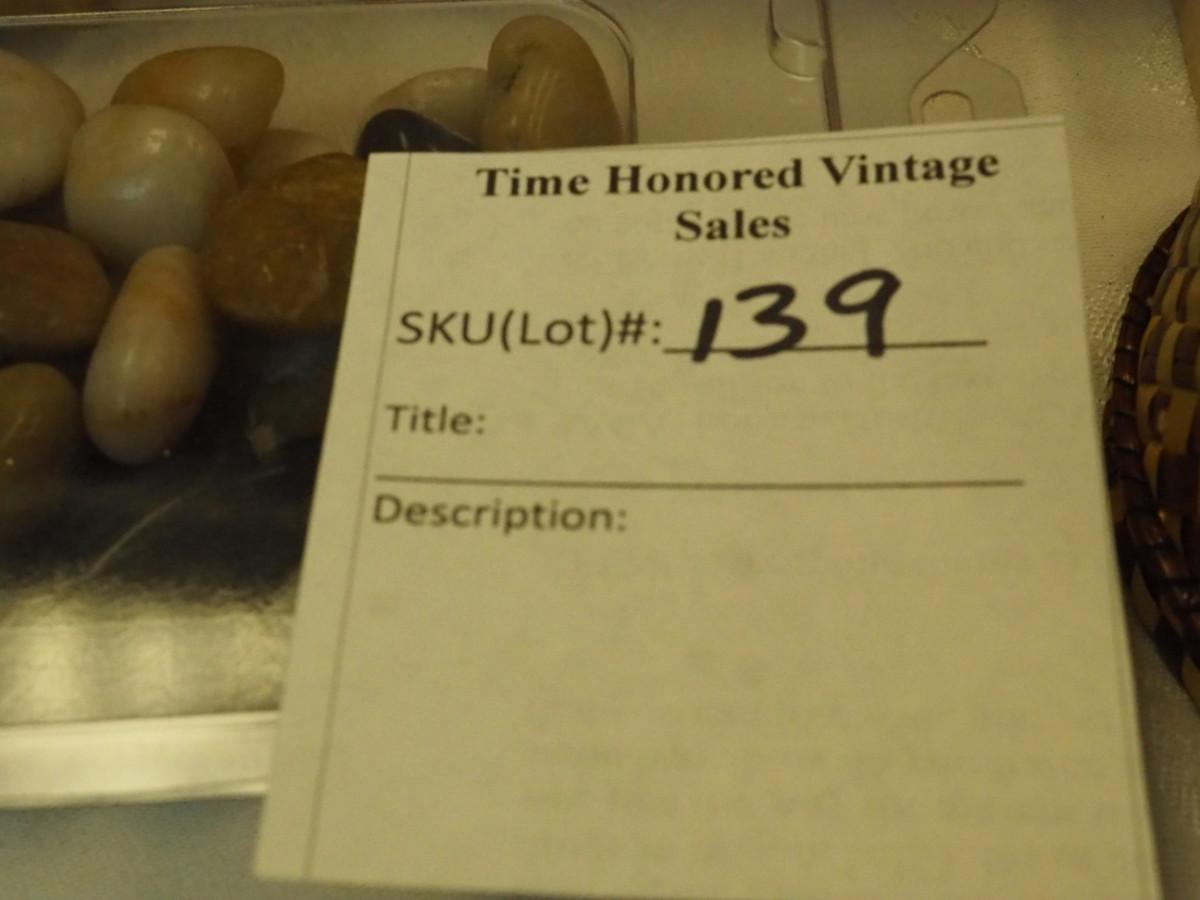 Time Honored Vintage
Sales
SKU(Lot)#: 139
Title:
Description: